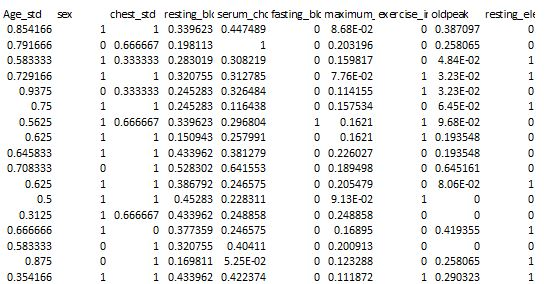 Age_std sex chest_std resting_blo serum_cho fasting_blo maximum_ exercise_in oldpeak resting_ele
0.854166 1 1 0.339623 0.447489 0 8.68E-02 0 0.387097 0
0.791666 0 0.666667 0.198113 1 0 0.203196 0 0.258065 0
0.583333 1 0.333333 0.283019 0.308219 0 0.159817 0 4.84E-02 1
0.729166 1 1 0.320755 0.312785 0 7.76E-02 1 3.23E-02 0
0.9375 0 0.333333 0.245283 0.326484 0 0.114155 1 3.23E-02 0
0.75 1 1 0.245283 0.116438 0 0.157534 0 6.45E-02 1
0.5625 1 0.666667 0.339623 0.296804 1 0.1621 1 9.68E-02 0
0.625 1 1 0.150943 0.257991 0 0.1621 1 0.193548 0
0.645833 1 1 0.433962 0.381279 0 0.226027 0 0.193548 0
0.708333 0 1 0.528302 0.641553 0 0.189498 0 0.645161 0
0.625 1 1 0.386792 0.246575 0 0.205479 0 8.06E-02 1
0.5 1 1 0.45283 0.228311 0 9.13E-02 1 0 0
0.3125 1 0.666667 0.433962 0.248858 0 0.248858 0 0 0
0.666666 1 0 0.377359 0.246575 0 0.16895 0 0.419355 1
0.583333 0 1 0.320755 0.40411 0 0.200913 0 0 0
0.875 0 1 0.169811 5.25E-02 0 0.123288 0 0.258065 1
0.354166 1 1 0.433962 0.422374 0 0.111872 1 0.290323 1